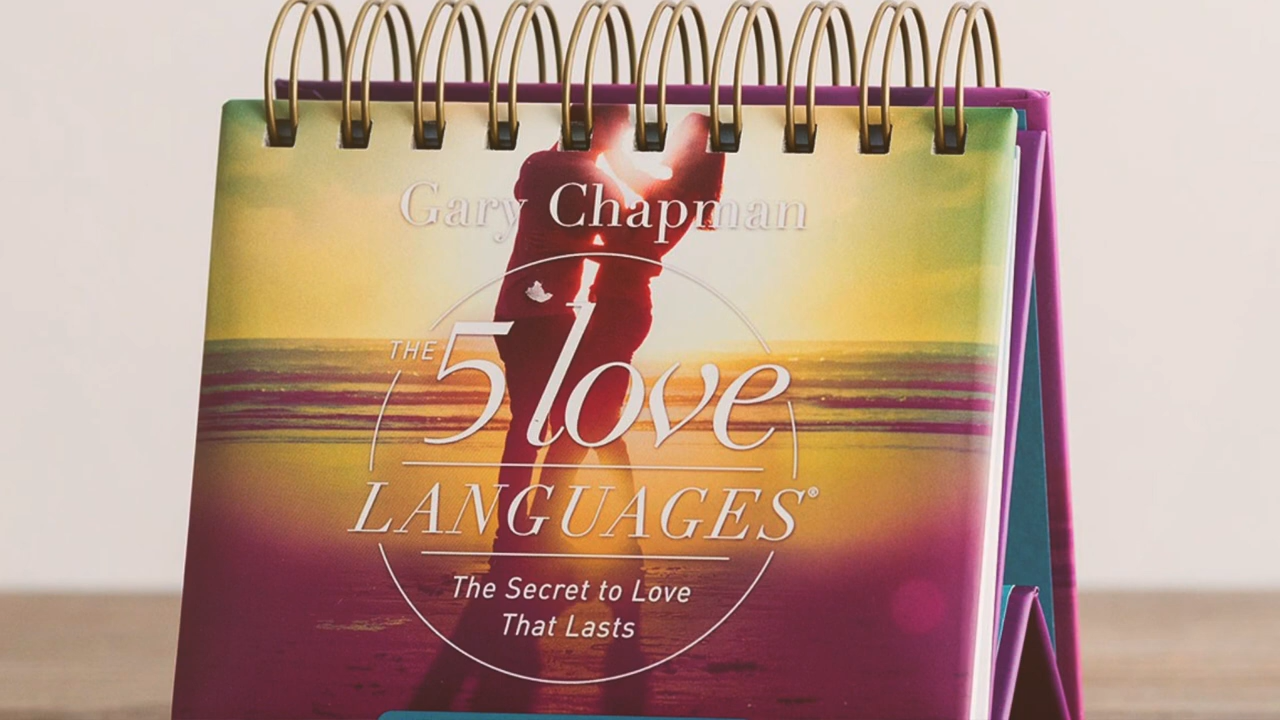 Gary Chapman
THE 5 love
LANGUAGES®
The Secret to Love
That Lasts